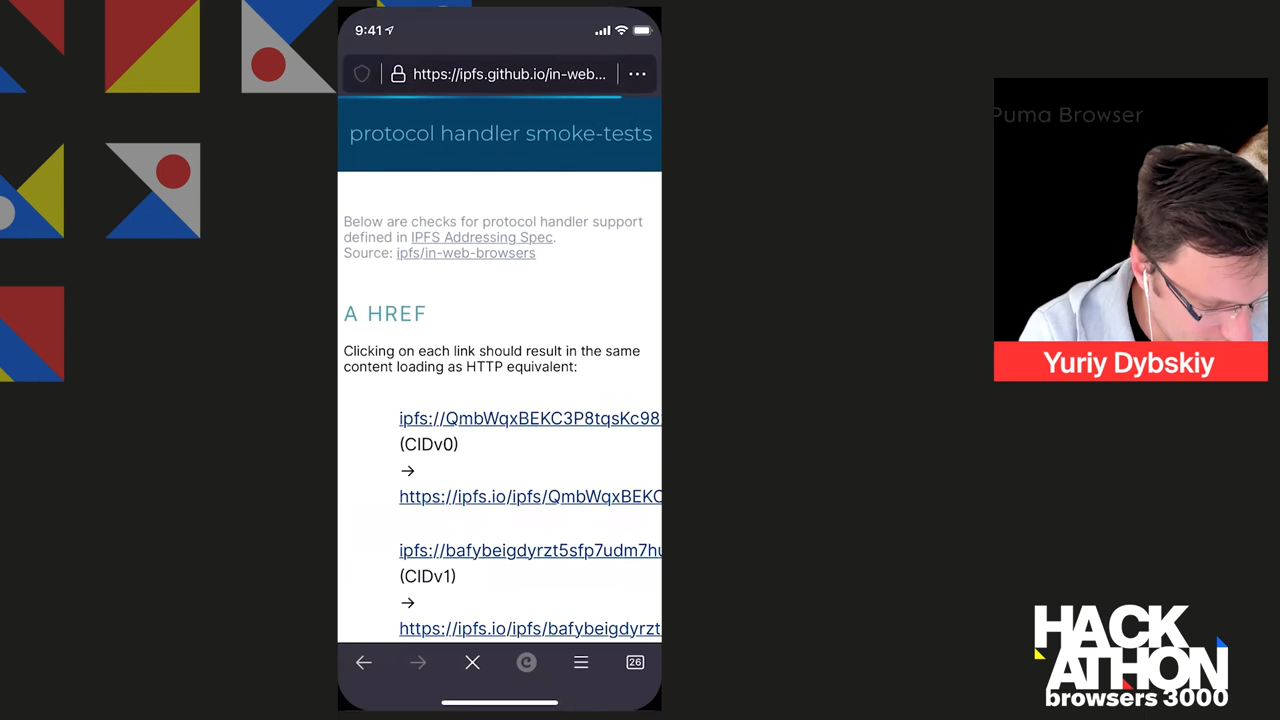 9:41
https://ipfs.github.io/in-web...
protocol handler smoke-tests
Below are checks for protocol handler support
defined in IPFS Addressing Spec.
Source: ipfs/in-web-browsers
A HREF
Clicking on each link should result in the same
content loading as HTTP equivalent:
ipfs://QmbWqxBEKC3P8tqsKc98
(CIDv0)
→
https://ipfs.io/ipfs/QmbWqxBEKC
ipfs://bafybeigdyrzt5sfp7udm7hu
(CIDv1)
→
https://ipfs.io/ipfs/bafybeigdyrzt
26
Puma Browser
Yuriy Dybskiy
HACK
ATHON
browsers 3000